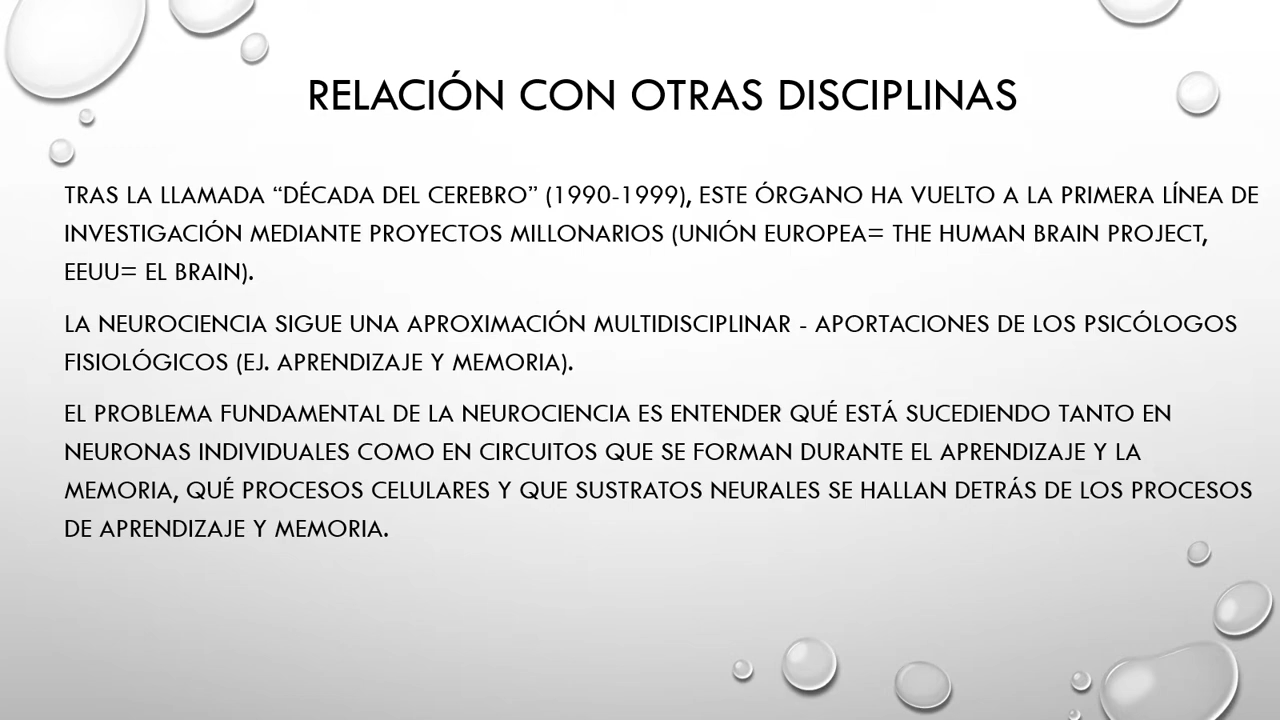 RELACIÓN CON OTRAS DISCIPLINAS
TRAS LA LLAMADA “DÉCADA DEL CEREBRO” (1990-1999), ESTE ÓRGANO HA VUELTO A LA PRIMERA LÍNEA DE
INVESTIGACIÓN MEDIANTE PROYECTOS MILLONARIOS (UNIÓN EUROPEA= THE HUMAN BRAIN PROJECT,
EEUU= EL BRAIN).
LA NEUROCIENCIA SIGUE UNA APROXIMACIÓN MULTIDISCIPLINAR - APORTACIONES DE LOS PSICÓLOGOS
FISIOLÓGICOS (EJ. APRENDIZAJE Y MEMORIA).
EL PROBLEMA FUNDAMENTAL DE LA NEUROCIENCIA ES ENTENDER QUÉ ESTÁ SUCEDIENDO TANTO EN
NEURONAS INDIVIDUALES COMO EN CIRCUITOS QUE SE FORMAN DURANTE EL APRENDIZAJE Y LA
MEMORIA, QUÉ PROCESOS CELULARES Y QUE SUSTRATOS NEURALES SE HALLAN DETRÁS DE LOS PROCESOS
DE APRENDIZAJE Y MEMORIA.